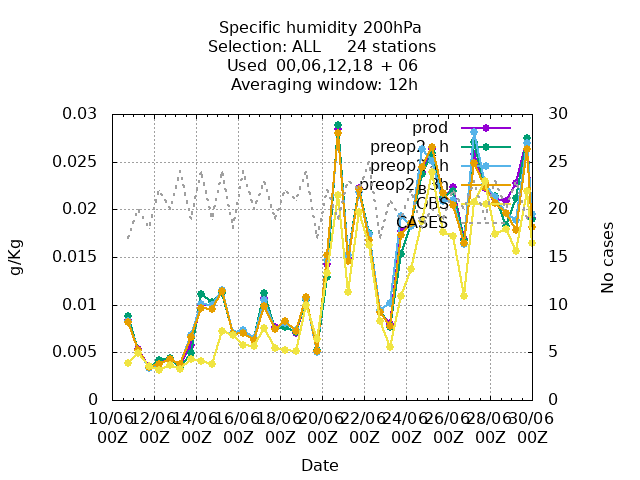 Specific humidity 200hPa
Selection: ALL 24 stations
Used 00,06,12,18 + 06
Averaging window: 12h
g/Kg
No cases
0.03
0.025
0.02
0.015
0.01
0.005
0
30
25
20
15
10
5
0
prod
OBS
CASES
10/06 12/06 14/06 16/06 18/06 20/06 22/06 24/06 26/06 28/06 30/06
00Z 00Z 00Z 00Z 00Z 00Z 00Z 00Z 00Z 00Z 00Z
Date